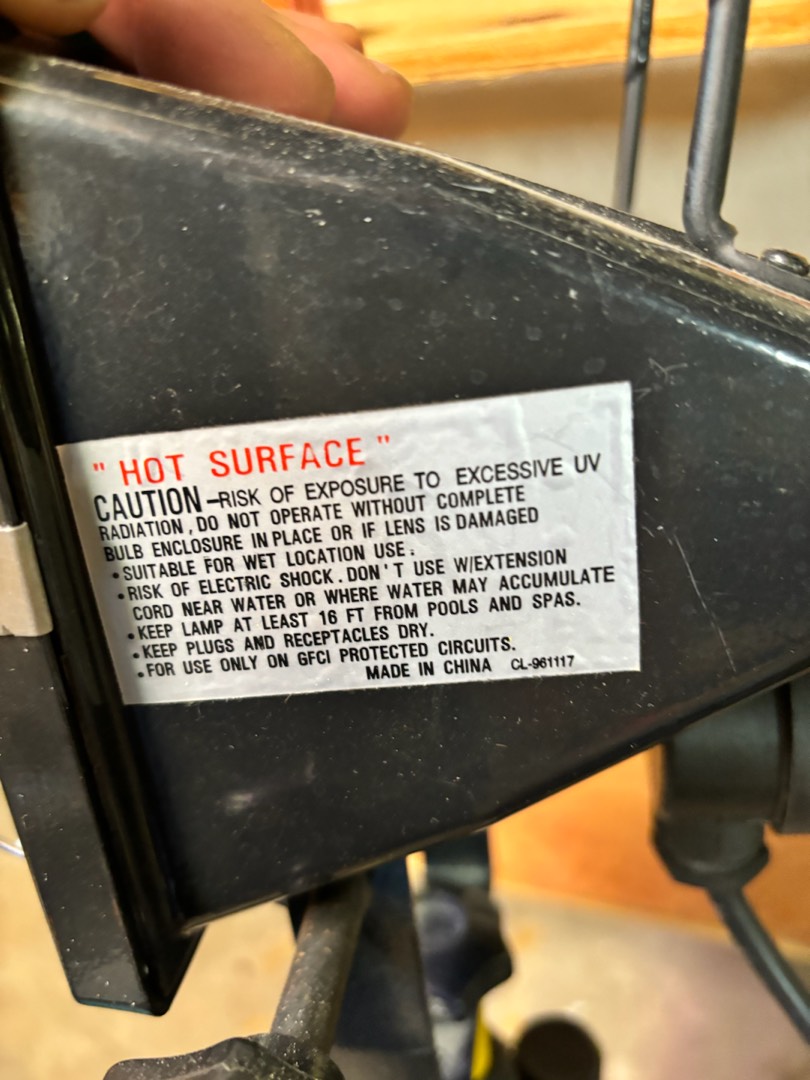 " HOT SURFACE "
CAUTION –RISK OF EXPOSURE TO EXCESSIVE UV
RADIATION , DO NOT OPERATE WITHOUT COMPLETE
BULB ENCLOSURE IN PLACE OR IF LENS IS DAMAGED
• SUITABLE FOR WET LOCATION USE .
• RISK OF ELECTRIC SHOCK . DON'T USE W/EXTENSION
CORD NEAR WATER OR WHERE WATER MAY ACCUMULATE
• KEEP LAMP AT LEAST 16 FT FROM POOLS AND SPAS.
• KEEP PLUGS AND RECEPTACLES DRY.
• FOR USE ONLY ON GFCI PROTECTED CIRCUITS.
MADE IN CHINA CL-961117